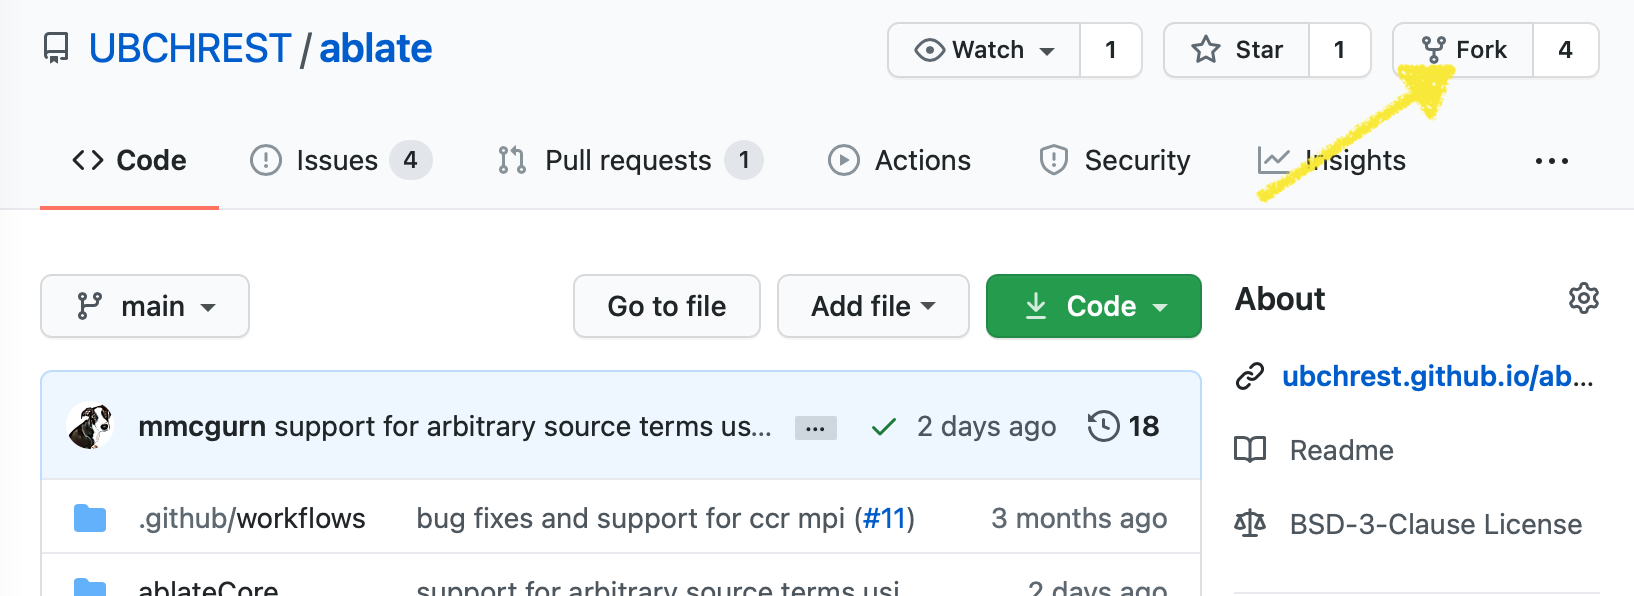 UBCHREST / ablate
Watch 1 Star 1 Fork 4
Code Issues 4 Pull requests 1 Actions Security Insights ...
main Go to file Add file Code About
ubchrest.github.io/ab...
mmcgurn support for arbitrary source terms us... ... 2 days ago 18
Readme
.github/workflows bug fixes and support for ccr mpi (#11) 3 months ago
BSD-3-Clause License
ablateCore support for arbitrary source terms usi 2 days ago